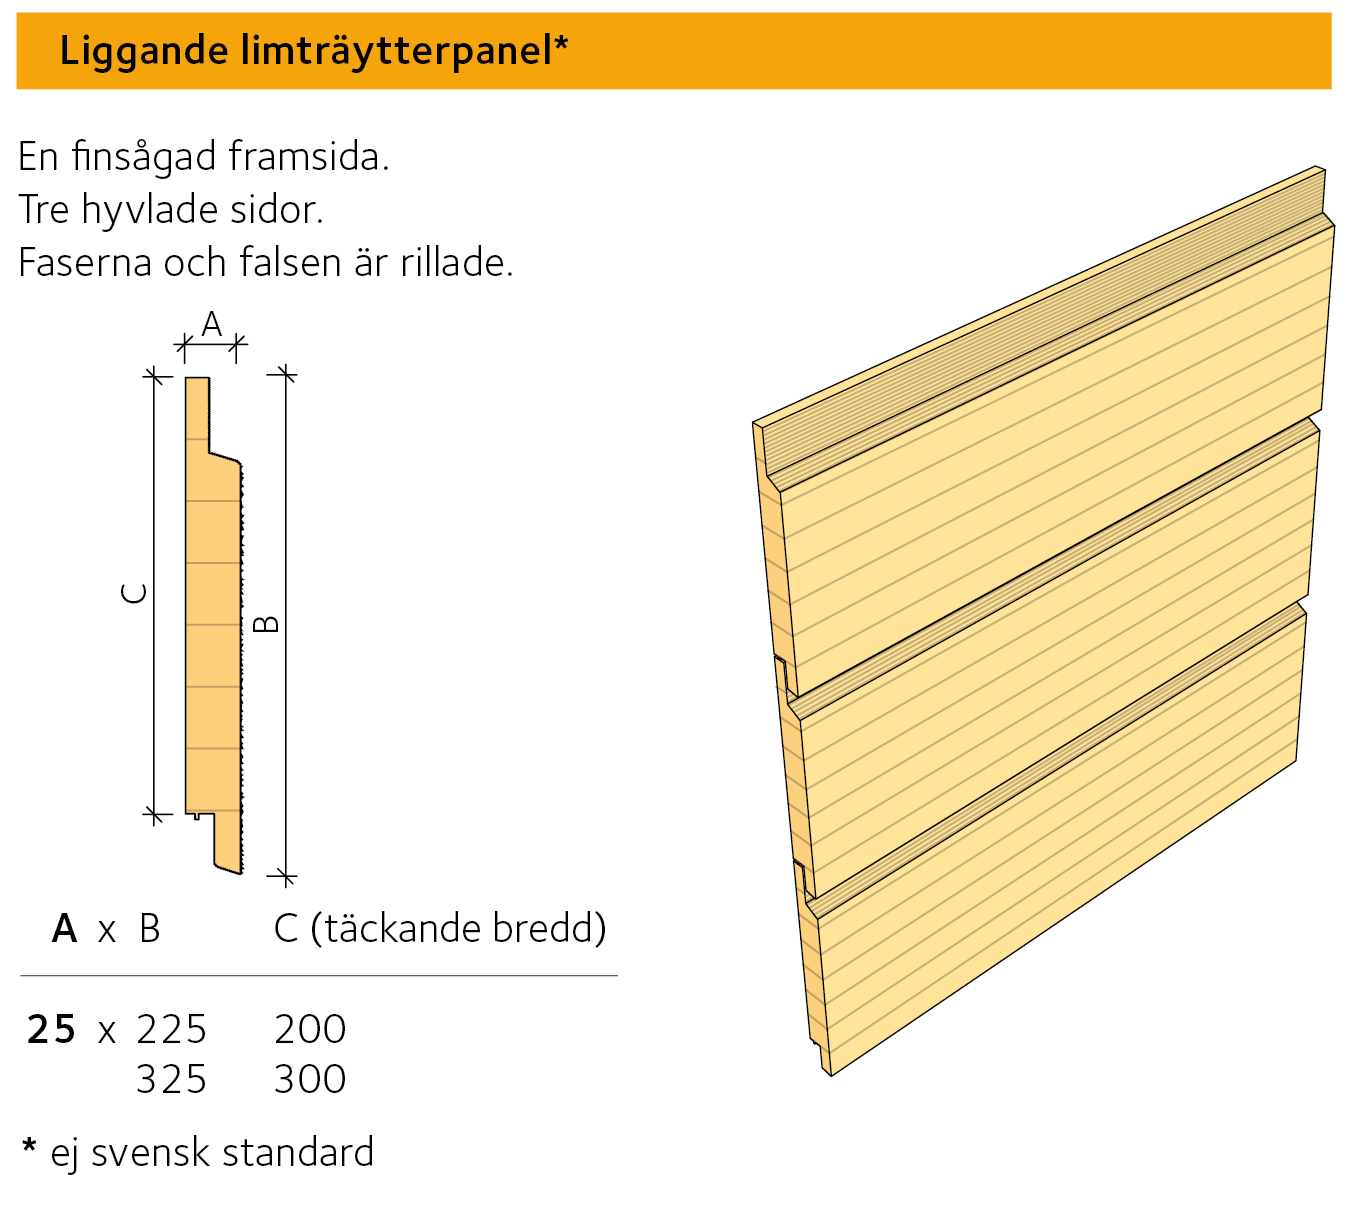 Liggande limträytterpanel*
En finsågad framsida.
Tre hyvlade sidor.
Faserna och falsen är rillade.
A
C
B
A x B C (täckande bredd)
25 x 225 200
325 300
* ej svensk standard